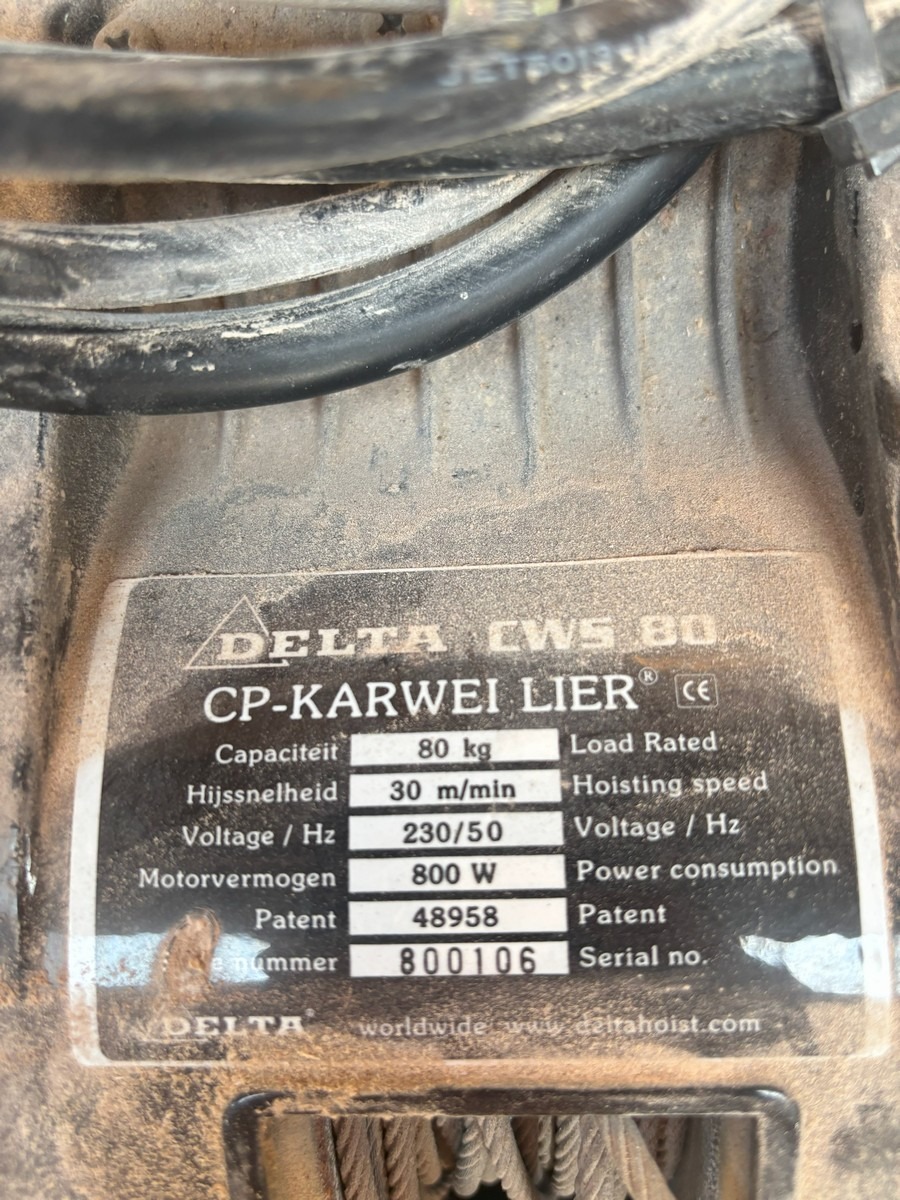 DELTA CWS 80
CP-KARWEI LIER® CE
Capaciteit 80 kg Load Rated
Hijssnelheid 30 m/min Hoisting speed
Voltage / Hz 230/50 Voltage / Hz
Motorvermogen 800 W Power consumption
Patent 48958 Patent
nummer 800106 Serial no.
DELTA® worldwide www.deltahoist.com